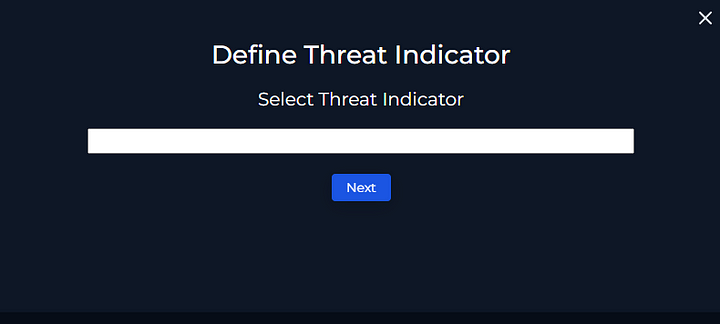 Define Threat Indicator
Select Threat Indicator
Next